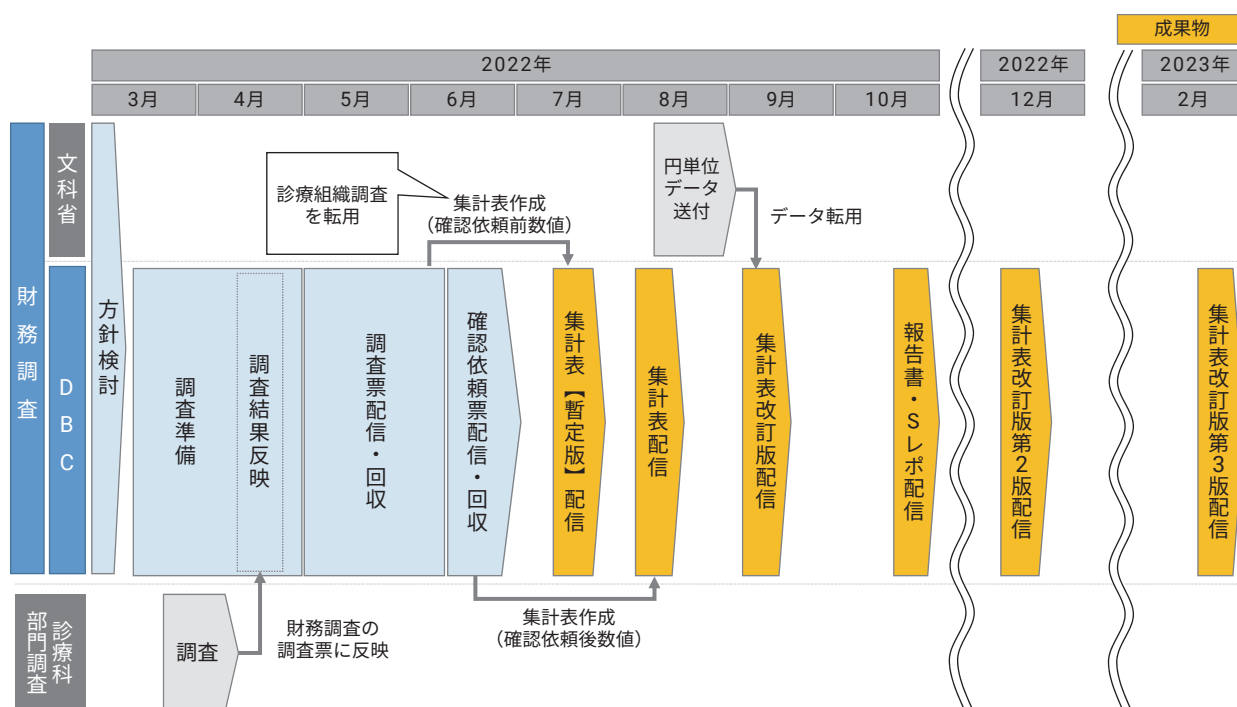 成果物
2022年
2022年
2023年
3月
4月
5月
6月
7月
8月
9月
10月
12月
2月
財務調査
文科省
DBC
診療科
部門調査
方針検討
診療組織調査
を転用
集計表作成
(確認依頼前数値)
円単位
データ
送付
データ転用
調査準備
調査結果反映
調査票配信・回収
確認依頼票配信・回収
集計表【暫定版】配信
集計表配信
集計表改訂版配信
報告書・Sレポ配信
集計表改訂版第2版配信
集計表改訂版第3版配信
調査
財務調査の
調査票に反映
集計表作成
(確認依頼後数値)